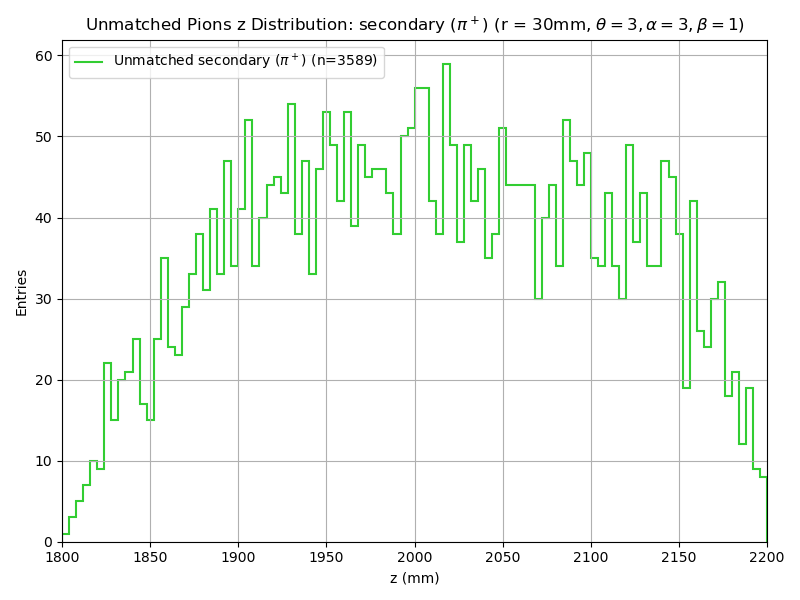 Unmatched Pions z Distribution: secondary (π⁺) (r = 30mm, θ = 3, α = 3, β = 1)
Unmatched secondary (π⁺) (n=3589)
60
50
40
30
20
10
0
Entries
1800 1850 1900 1950 2000 2050 2100 2150 2200
z (mm)